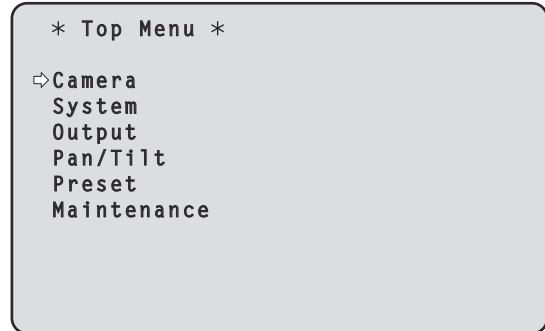 * Top Menu *
⇨Camera
System
Output
Pan/Tilt
Preset
Maintenance